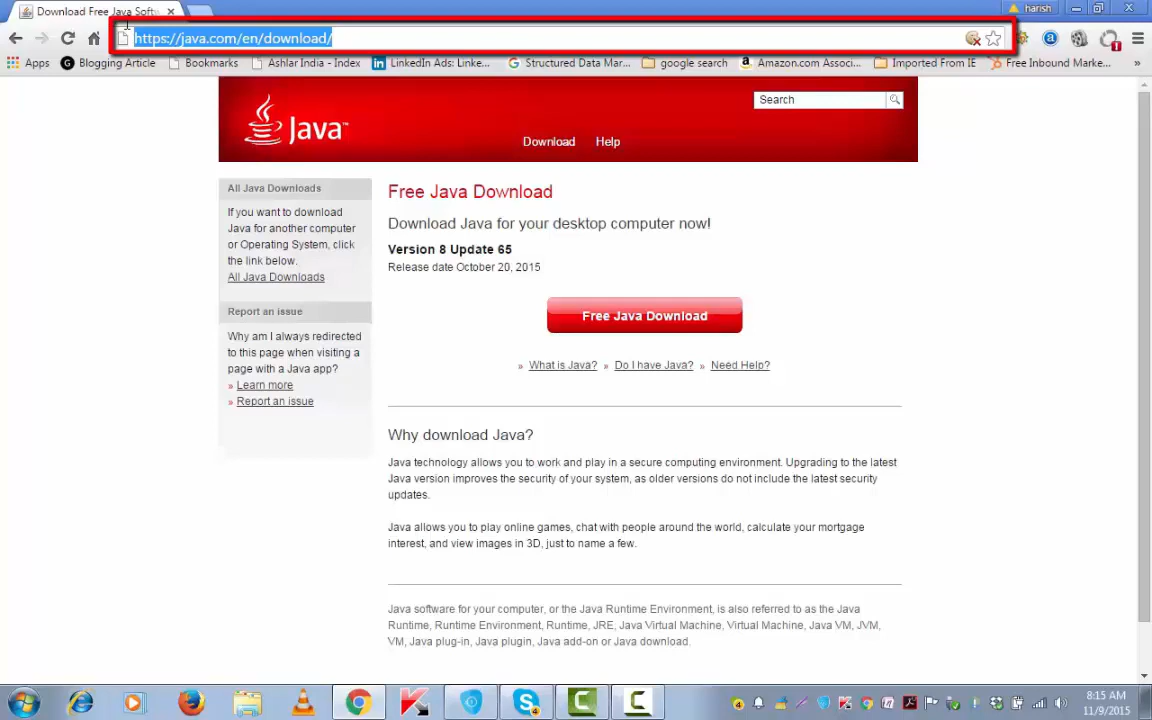 Download Free Java Softw
harish
https://java.com/en/download/
Apps
Blogging Article
Bookmarks
Ashlar India - Index
LinkedIn Ads: Linke...
Structured Data Mar...
google search
Amazon.com Associ...
Imported From IE
Free Inbound Marke...
»
Java™
Search
Download
Help
All Java Downloads
If you want to download
Java for another computer
or Operating System, click
the link below.
All Java Downloads
Report an issue
Why am I always redirected
to this page when visiting a
page with a Java app?
» Learn more
» Report an issue
Free Java Download
Download Java for your desktop computer now!
Version 8 Update 65
Release date October 20, 2015
Free Java Download
» What is Java? » Do I have Java? » Need Help?
Why download Java?
Java technology allows you to work and play in a secure computing environment. Upgrading to the latest
Java version improves the security of your system, as older versions do not include the latest security
updates.
Java allows you to play online games, chat with people around the world, calculate your mortgage
interest, and view images in 3D, just to name a few.
Java software for your computer, or the Java Runtime Environment, is also referred to as the Java
Runtime, Runtime Environment, Runtime, JRE, Java Virtual Machine, Virtual Machine, Java VM, JVM,
VM, Java plug-in, Java plugin, Java add-on or Java download.
8:15 AM
11/9/2015